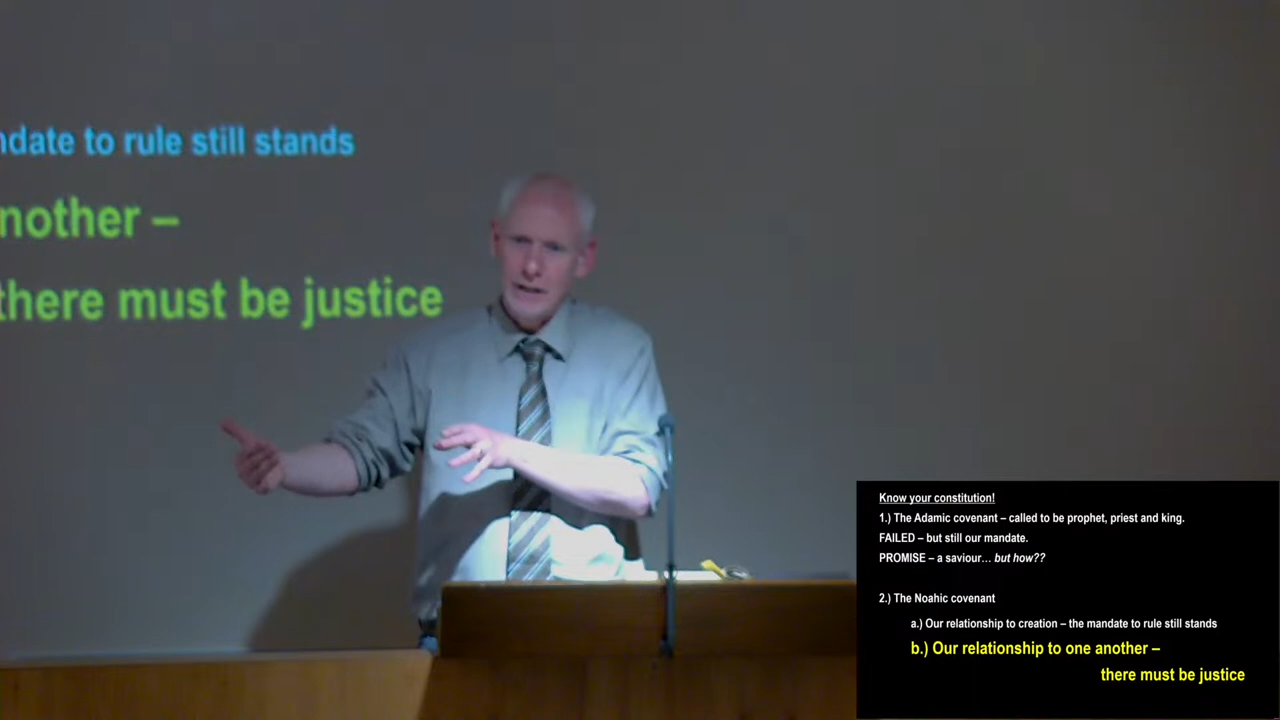 ndate to rule still stands
nother –
there must be justice
Know your constitution!
1.) The Adamic covenant – called to be prophet, priest and king.
FAILED – but still our mandate.
PROMISE – a saviour… but how??
2.) The Noahic covenant
a.) Our relationship to creation – the mandate to rule still stands
b.) Our relationship to one another –
there must be justice